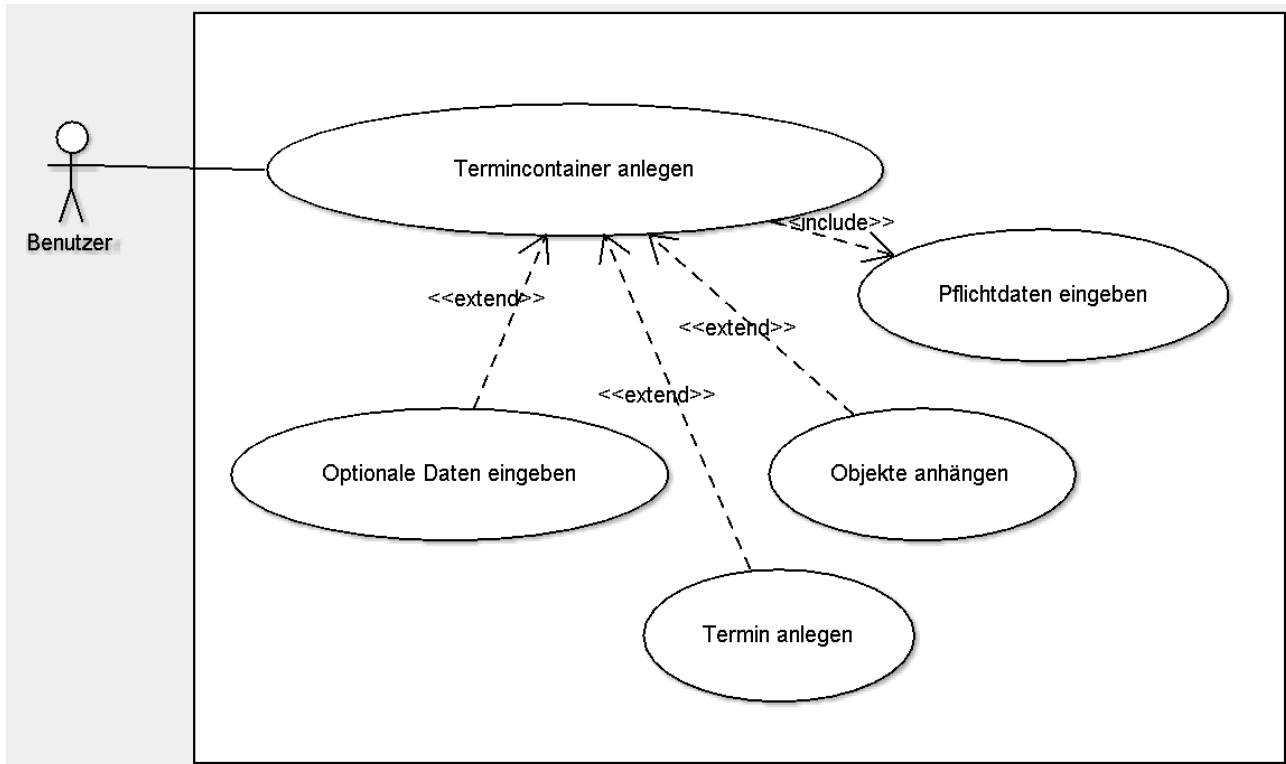 Termincontainer anlegen
<<include>>
Benutzer
Pflichtdaten eingeben
<<extend>>
<<extend>>
<<extend>>
Optionale Daten eingeben
Objekte anhängen
Termin anlegen